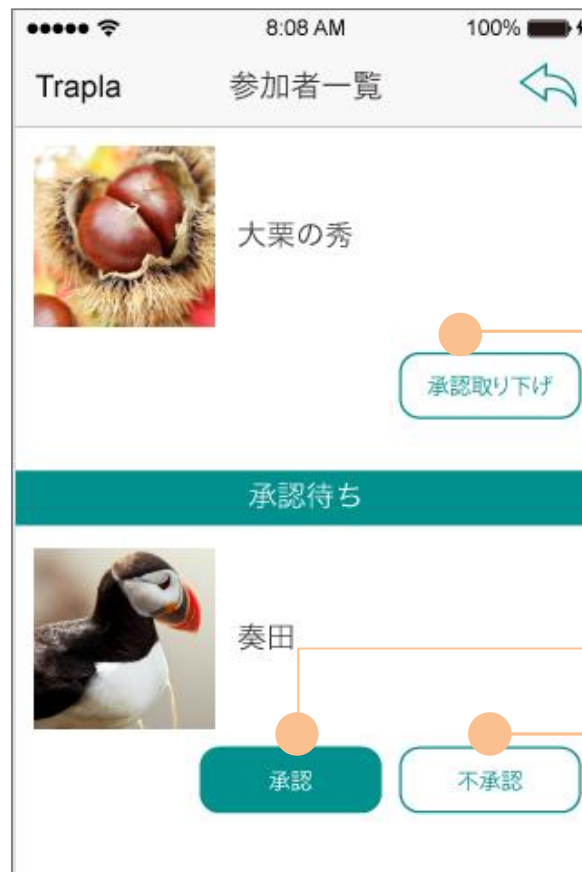 8:08 AM 100%
Trapla 参加者一覧
大栗の秀
承認取り下げ
承認待ち
奏田
承認 不承認